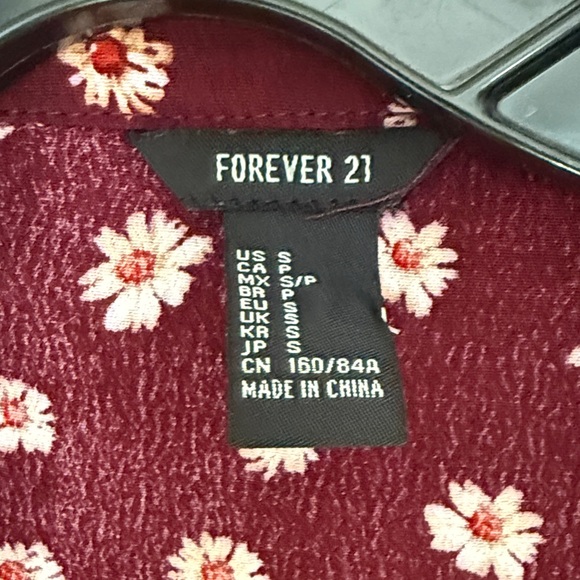 FOREVER 21
US S
CA P
MX S/P
BR P
EU S
UK S
KR S
JP S
CN 160/84A
MADE IN CHINA